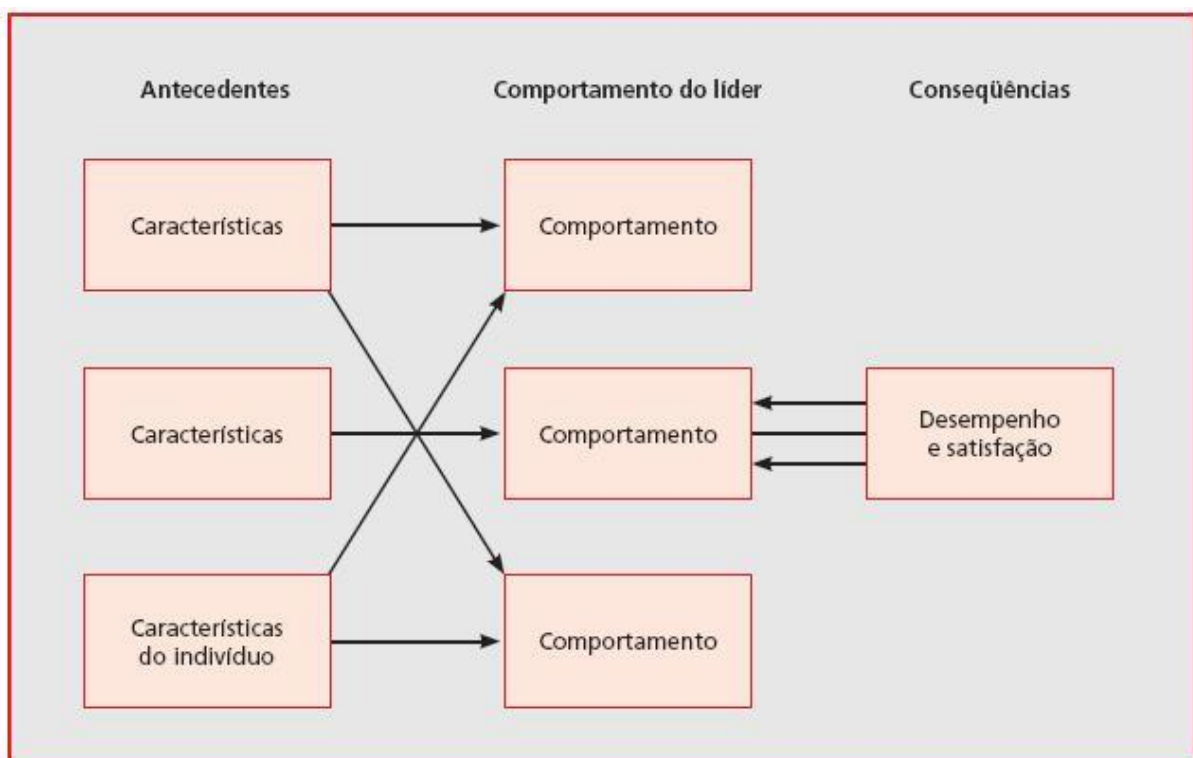 Antecedentes
Comportamento do líder
Conseqüências
Características
Comportamento
Características
Comportamento
Desempenho
e satisfação
Características
do indivíduo
Comportamento